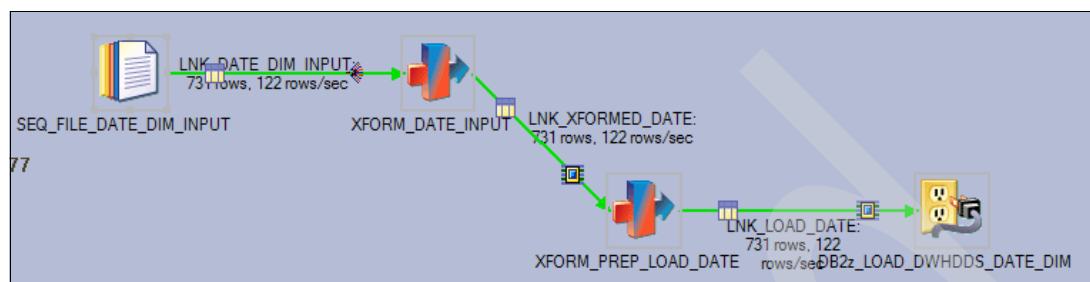 LNK_DATE_DIM_INPUT:
731 rows, 122 rows/sec
SEQ_FILE_DATE_DIM_INPUT
XFORM_DATE_INPUT
LNK_XFORMED_DATE:
731 rows, 122 rows/sec
77
LNK_LOAD_DATE:
731 rows, 122
rows/sec
XFORM_PREP_LOAD_DATE
DB2z_LOAD_DWHDDS_DATE_DIM